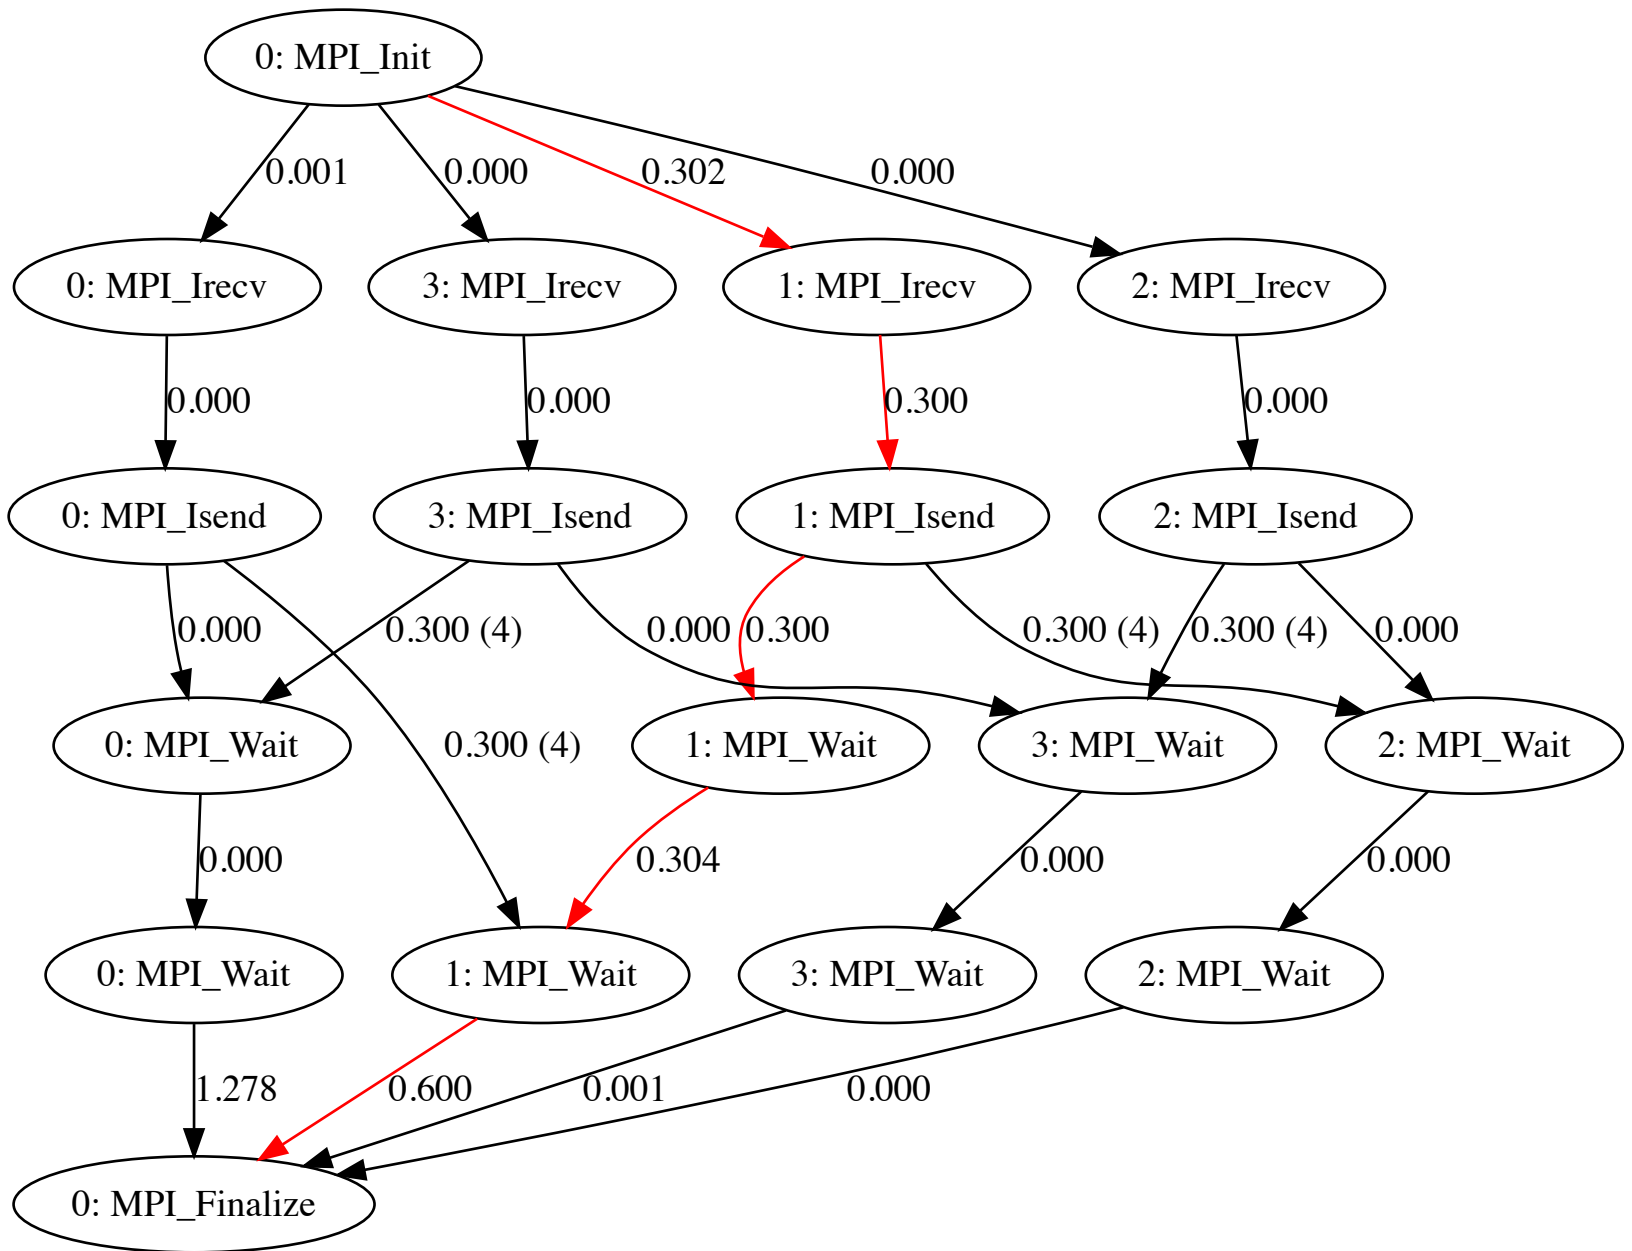 0: MPI_Init
0.001
0.000
0.302
0.000
0: MPI_Irecv
3: MPI_Irecv
1: MPI_Irecv
2: MPI_Irecv
0.000
0.000
0.300
0.000
0: MPI_Isend
3: MPI_Isend
1: MPI_Isend
2: MPI_Isend
0.000
0.300 (4)
0.000
0.300
0.300 (4)
0.300 (4)
0.000
0: MPI_Wait
0.300 (4)
1: MPI_Wait
3: MPI_Wait
2: MPI_Wait
0.000
0.304
0.000
0.000
0: MPI_Wait
1: MPI_Wait
3: MPI_Wait
2: MPI_Wait
1.278
0.600
0.001
0.000
0: MPI_Finalize